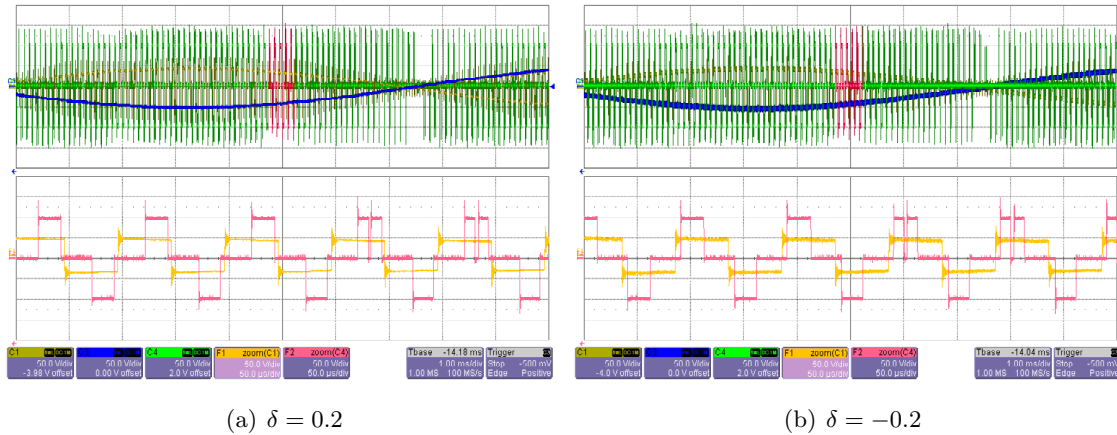 C1 C3 C4 F1 zoom(C1) F2 zoom(C4) Tbase -14.18 ms Trigger
50.0 V/div 50.0 V/div 50.0 V/div 50.0 V/div 50.0 V/div 1.00 ms/div Stop -500 mV
-3.98 V offset 0.00 V offset 2.0 V offset 50.0 µs/div 50.0 µs/div 1.00 MS 100 MS/s Edge Positive
C1 C4 F1 zoom(C1) F2 zoom(C4) Tbase -14.04 ms Trigger
50.0 V/div 50.0 V/div 50.0 V/div 50.0 V/div 50.0 V/div 1.00 ms/div Stop -500 mV
-4.0 V offset 0.0 V offset 2.0 V offset 50.0 µs/div 50.0 µs/div 1.00 MS 100 MS/s Edge Positive
(a) δ = 0.2
(b) δ = −0.2